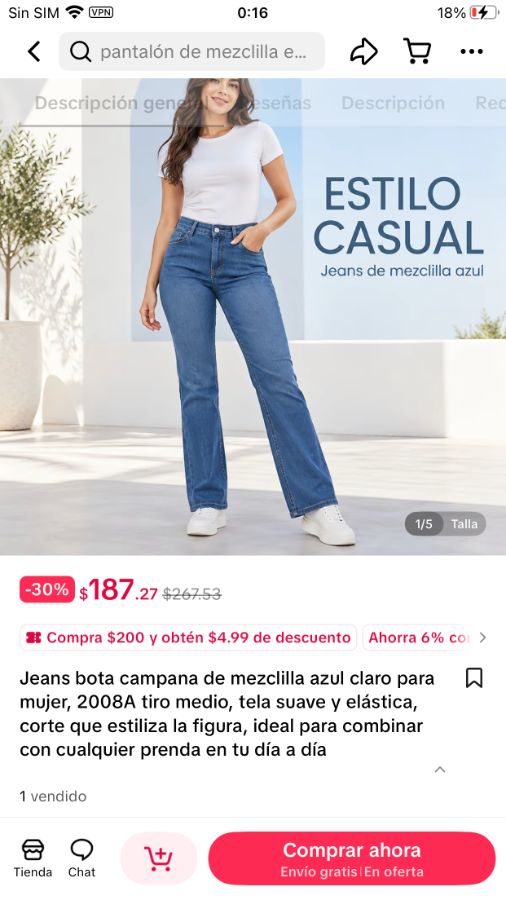 Sin SIM VPN 0:16 18%
pantalón de mezclilla e...
Descripción general Reseñas Descripción Rec
ESTILO
CASUAL
Jeans de mezclilla azul
1/5 Talla
-30% $187.27 $267.53
Compra $200 y obtén $4.99 de descuento Ahorra 6% co
Jeans bota campana de mezclilla azul claro para
mujer, 2008A tiro medio, tela suave y elástica,
corte que estiliza la figura, ideal para combinar
con cualquier prenda en tu día a día
1 vendido
Comprar ahora
Tienda Chat Envío gratis | En oferta